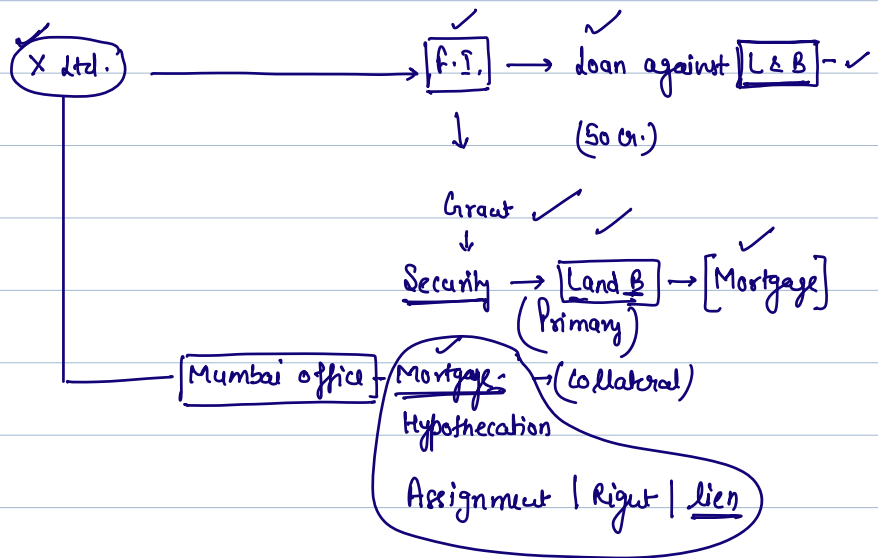 X Ltd. → F.I. → Loan against L & B - ✓
(50 cr.)
Grant ✓
Security → Land B → [Mortgage]
(Primary)
Mumbai office - Mortgage → (Collateral)
Hypothecation
Assignment | Right | lien